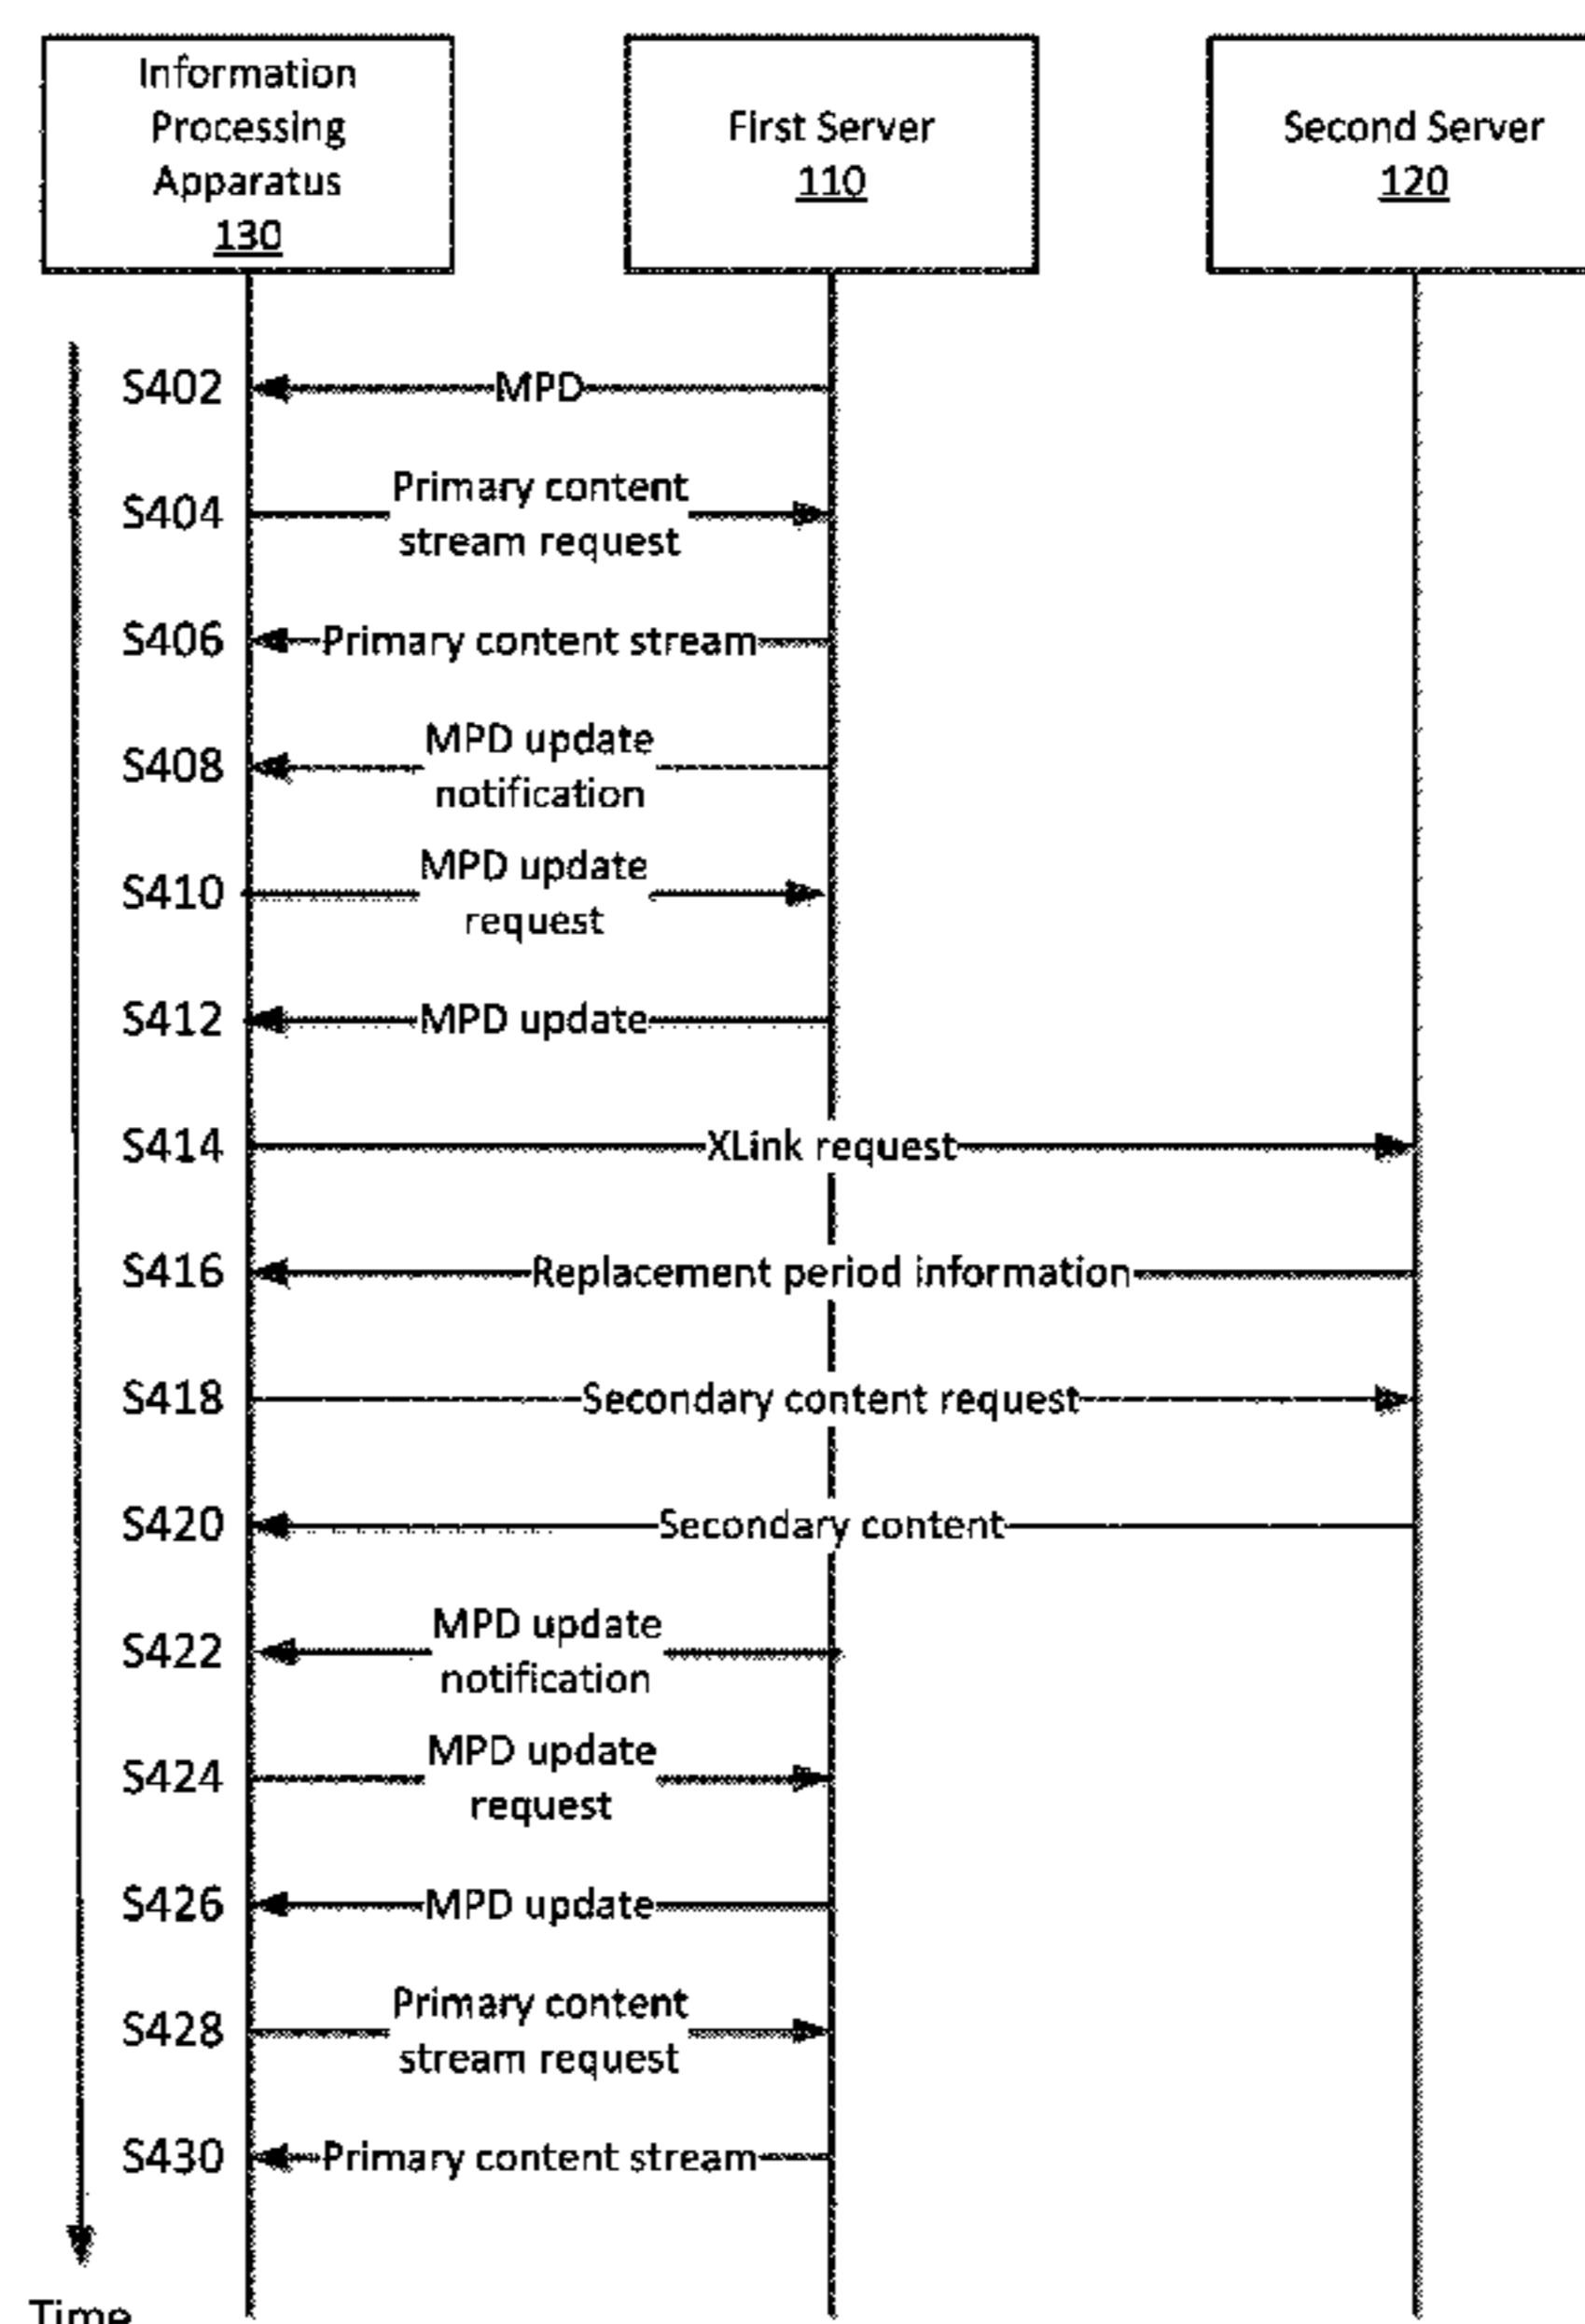 Information
Processing
Apparatus
130
First Server
110
Second Server
120
S402
MPD
S404
Primary content
stream request
S406
Primary content stream
S408
MPD update
notification
S410
MPD update
request
S412
MPD update
S414
XLink request
S416
Replacement period information
S418
Secondary content request
S420
Secondary content
S422
MPD update
notification
S424
MPD update
request
S426
MPD update
S428
Primary content
stream request
S430
Primary content stream
Time